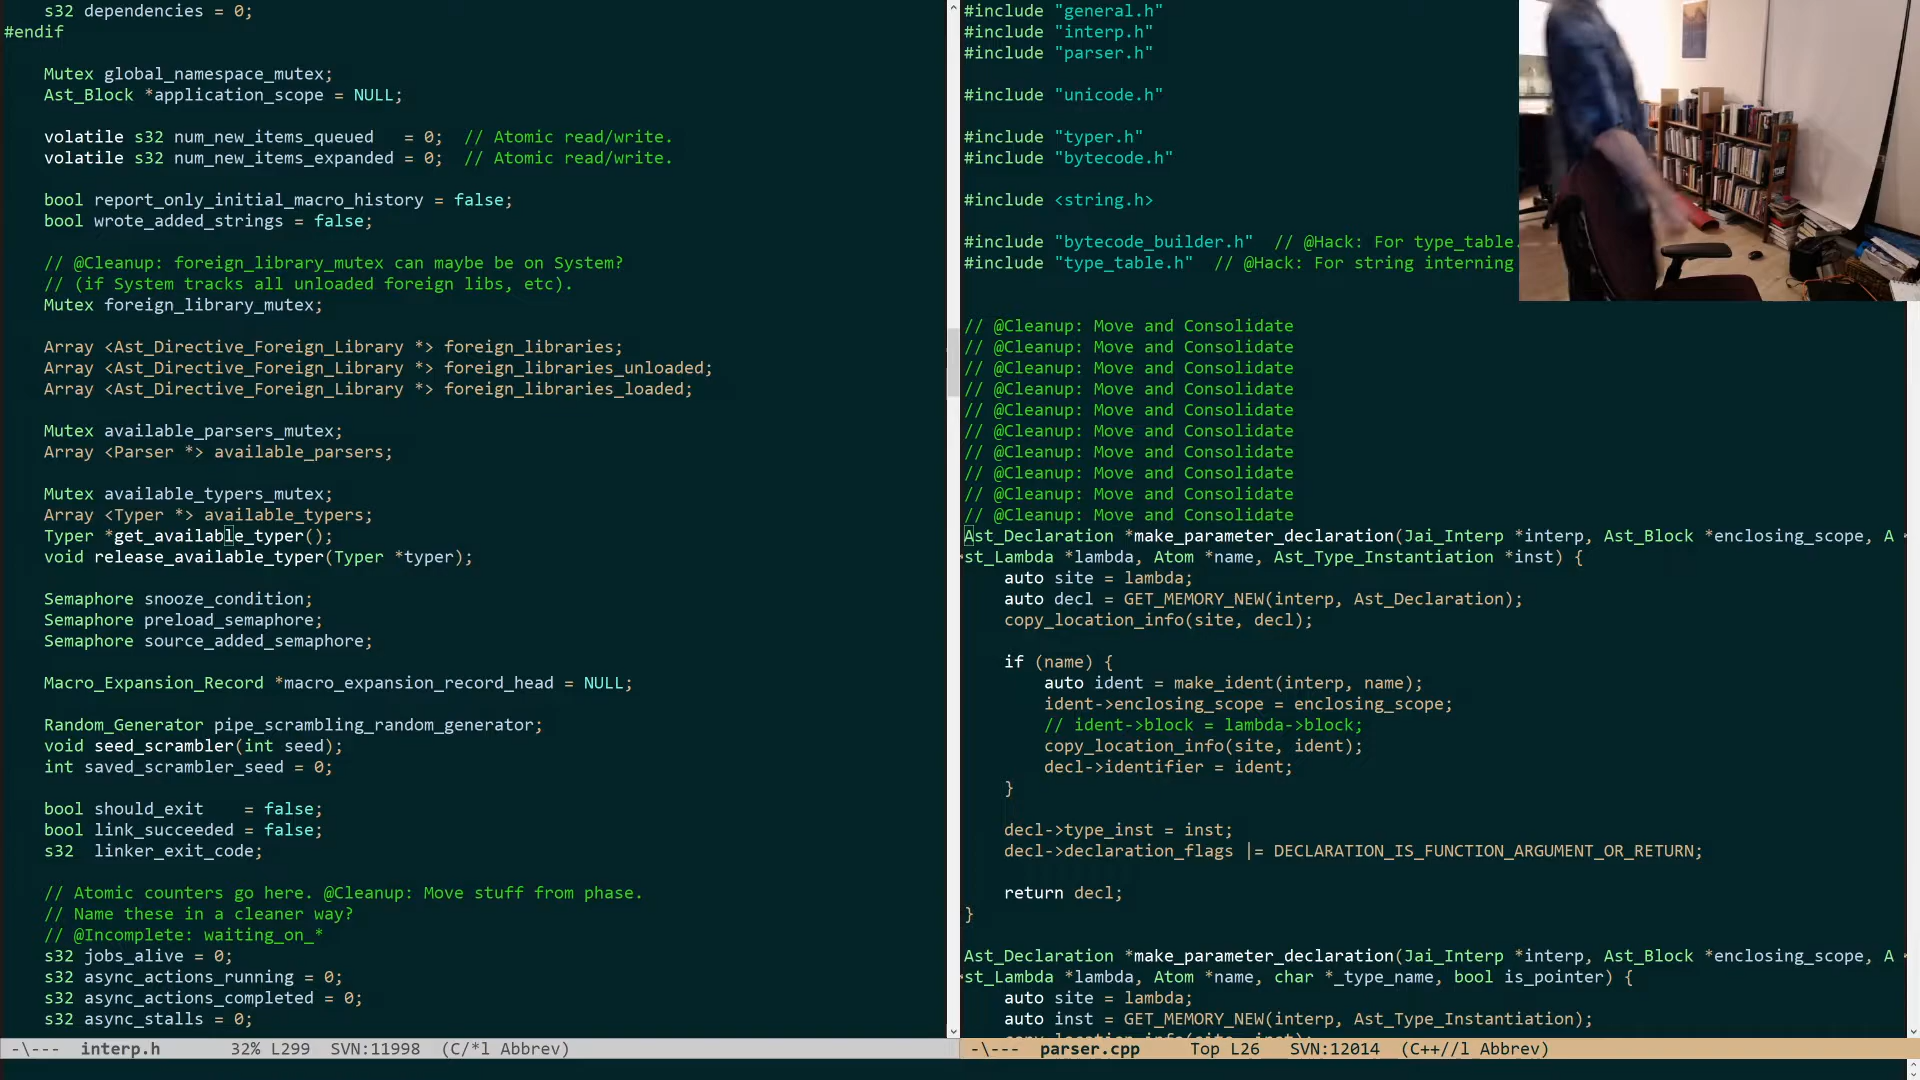 s32 dependencies = 0;
#endif
    Mutex global_namespace_mutex;
    Ast_Block *application_scope = NULL;
    volatile s32 num_new_items_queued   = 0;  // Atomic read/write.
    volatile s32 num_new_items_expanded = 0;  // Atomic read/write.
    bool report_only_initial_macro_history = false;
    bool wrote_added_strings = false;
    // @Cleanup: foreign_library_mutex can maybe be on System?
    // (if System tracks all unloaded foreign libs, etc).
    Mutex foreign_library_mutex;
    Array <Ast_Directive_Foreign_Library *> foreign_libraries;
    Array <Ast_Directive_Foreign_Library *> foreign_libraries_unloaded;
    Array <Ast_Directive_Foreign_Library *> foreign_libraries_loaded;
    Mutex available_parsers_mutex;
    Array <Parser *> available_parsers;
    Mutex available_typers_mutex;
    Array <Typer *> available_typers;
    Typer *get_available_typer();
    void release_available_typer(Typer *typer);
    Semaphore snooze_condition;
    Semaphore preload_semaphore;
    Semaphore source_added_semaphore;
    Macro_Expansion_Record *macro_expansion_record_head = NULL;
    Random_Generator pipe_scrambling_random_generator;
    void seed_scrambler(int seed);
    int saved_scrambler_seed = 0;
    bool should_exit    = false;
    bool link_succeeded = false;
    s32  linker_exit_code;
    // Atomic counters go here. @Cleanup: Move stuff from phase.
    // Name these in a cleaner way?
    // @Incomplete: waiting_on_*
    s32 jobs_alive = 0;
    s32 async_actions_running = 0;
    s32 async_actions_completed = 0;
    s32 async_stalls = 0;
-\---  interp.h       32% L299  SVN:11998  (C/*l Abbrev)
#include "general.h"
#include "interp.h"
#include "parser.h"
#include "unicode.h"
#include "typer.h"
#include "bytecode.h"
#include <string.h>
#include "bytecode_builder.h"  // @Hack: For type_table.
#include "type_table.h"  // @Hack: For string interning
// @Cleanup: Move and Consolidate
// @Cleanup: Move and Consolidate
// @Cleanup: Move and Consolidate
// @Cleanup: Move and Consolidate
// @Cleanup: Move and Consolidate
// @Cleanup: Move and Consolidate
// @Cleanup: Move and Consolidate
// @Cleanup: Move and Consolidate
// @Cleanup: Move and Consolidate
// @Cleanup: Move and Consolidate
Ast_Declaration *make_parameter_declaration(Jai_Interp *interp, Ast_Block *enclosing_scope, A
st_Lambda *lambda, Atom *name, Ast_Type_Instantiation *inst) {
    auto site = lambda;
    auto decl = GET_MEMORY_NEW(interp, Ast_Declaration);
    copy_location_info(site, decl);
    if (name) {
        auto ident = make_ident(interp, name);
        ident->enclosing_scope = enclosing_scope;
        // ident->block = lambda->block;
        copy_location_info(site, ident);
        decl->identifier = ident;
    }
    decl->type_inst = inst;
    decl->declaration_flags |= DECLARATION_IS_FUNCTION_ARGUMENT_OR_RETURN;
    return decl;
}
Ast_Declaration *make_parameter_declaration(Jai_Interp *interp, Ast_Block *enclosing_scope, A
st_Lambda *lambda, Atom *name, char *_type_name, bool is_pointer) {
    auto site = lambda;
    auto inst = GET_MEMORY_NEW(interp, Ast_Type_Instantiation);
-\---  parser.cpp     Top L26   SVN:12014  (C++//l Abbrev)